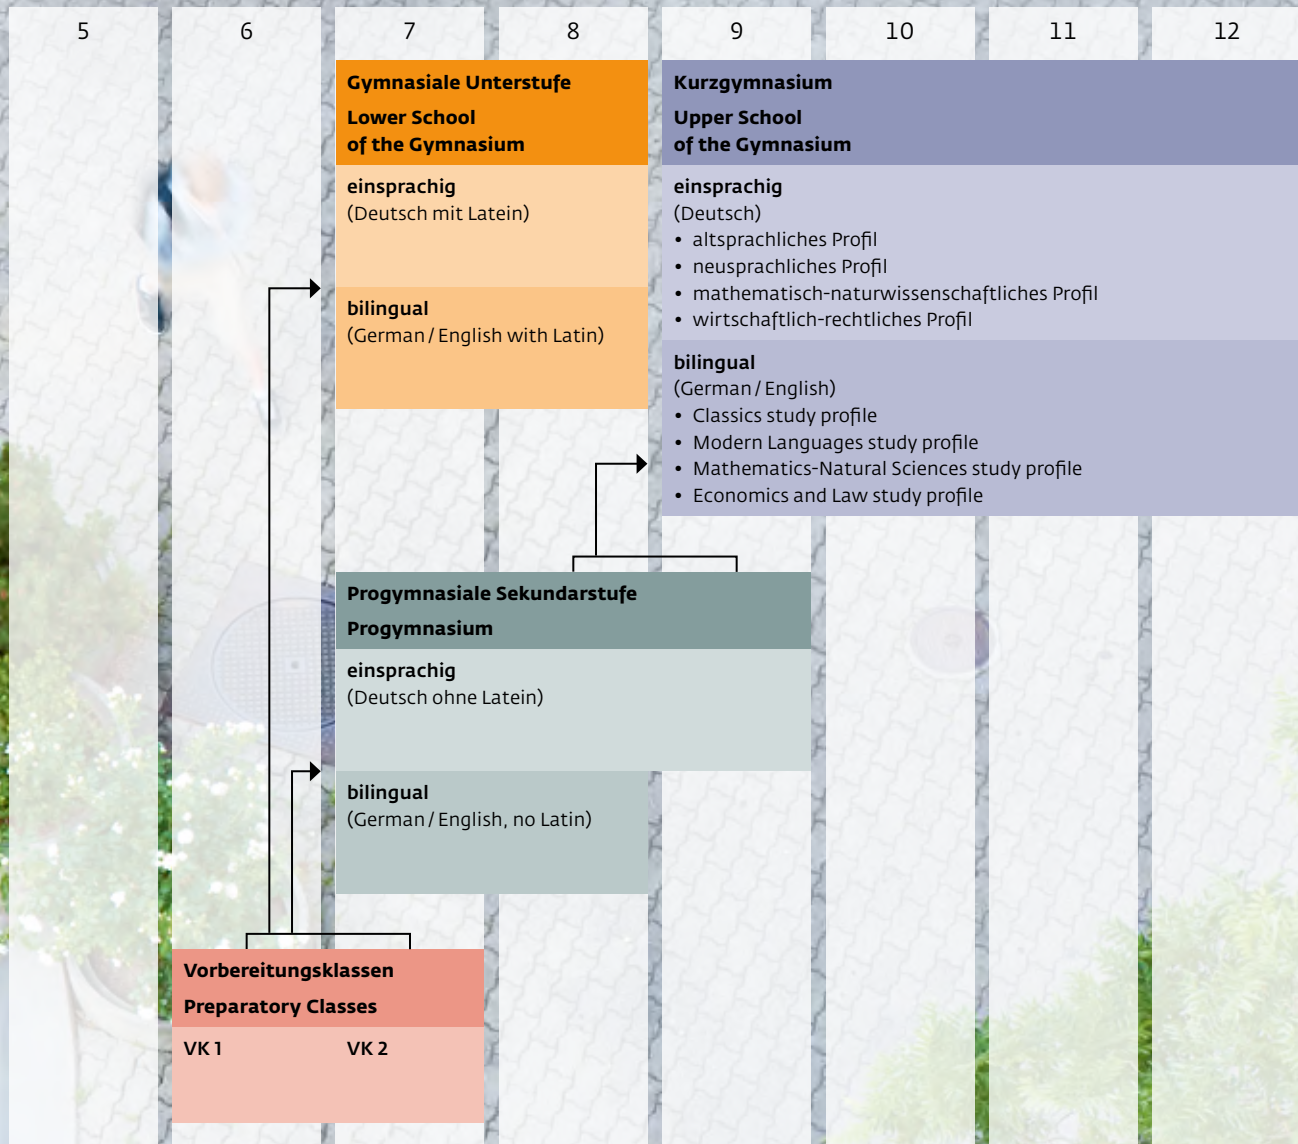 5 6 7 8 9 10 11 12
Gymnasiale Unterstufe
Lower School
of the Gymnasium
einsprachig
(Deutsch mit Latein)
bilingual
(German / English with Latin)
Kurzgymnasium
Upper School
of the Gymnasium
einsprachig
(Deutsch)
• altsprachliches Profil
• neusprachliches Profil
• mathematisch-naturwissenschaftliches Profil
• wirtschaftlich-rechtliches Profil
bilingual
(German / English)
• Classics study profile
• Modern Languages study profile
• Mathematics-Natural Sciences study profile
• Economics and Law study profile
Progymnasiale Sekundarstufe
Progymnasium
einsprachig
(Deutsch ohne Latein)
bilingual
(German / English, no Latin)
Vorbereitungsklassen
Preparatory Classes
VK 1 VK 2